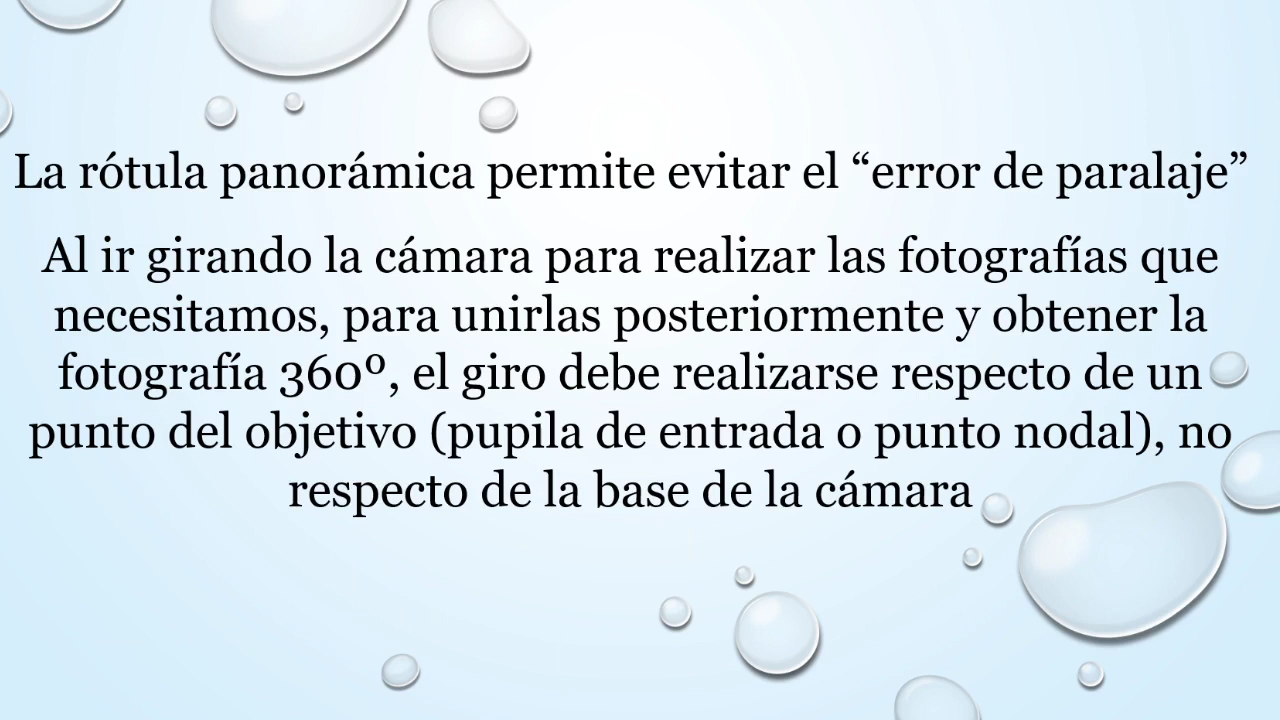 La rótula panorámica permite evitar el “error de paralaje”
Al ir girando la cámara para realizar las fotografías que
necesitamos, para unirlas posteriormente y obtener la
fotografía 360º, el giro debe realizarse respecto de un
punto del objetivo (pupila de entrada o punto nodal), no
respecto de la base de la cámara